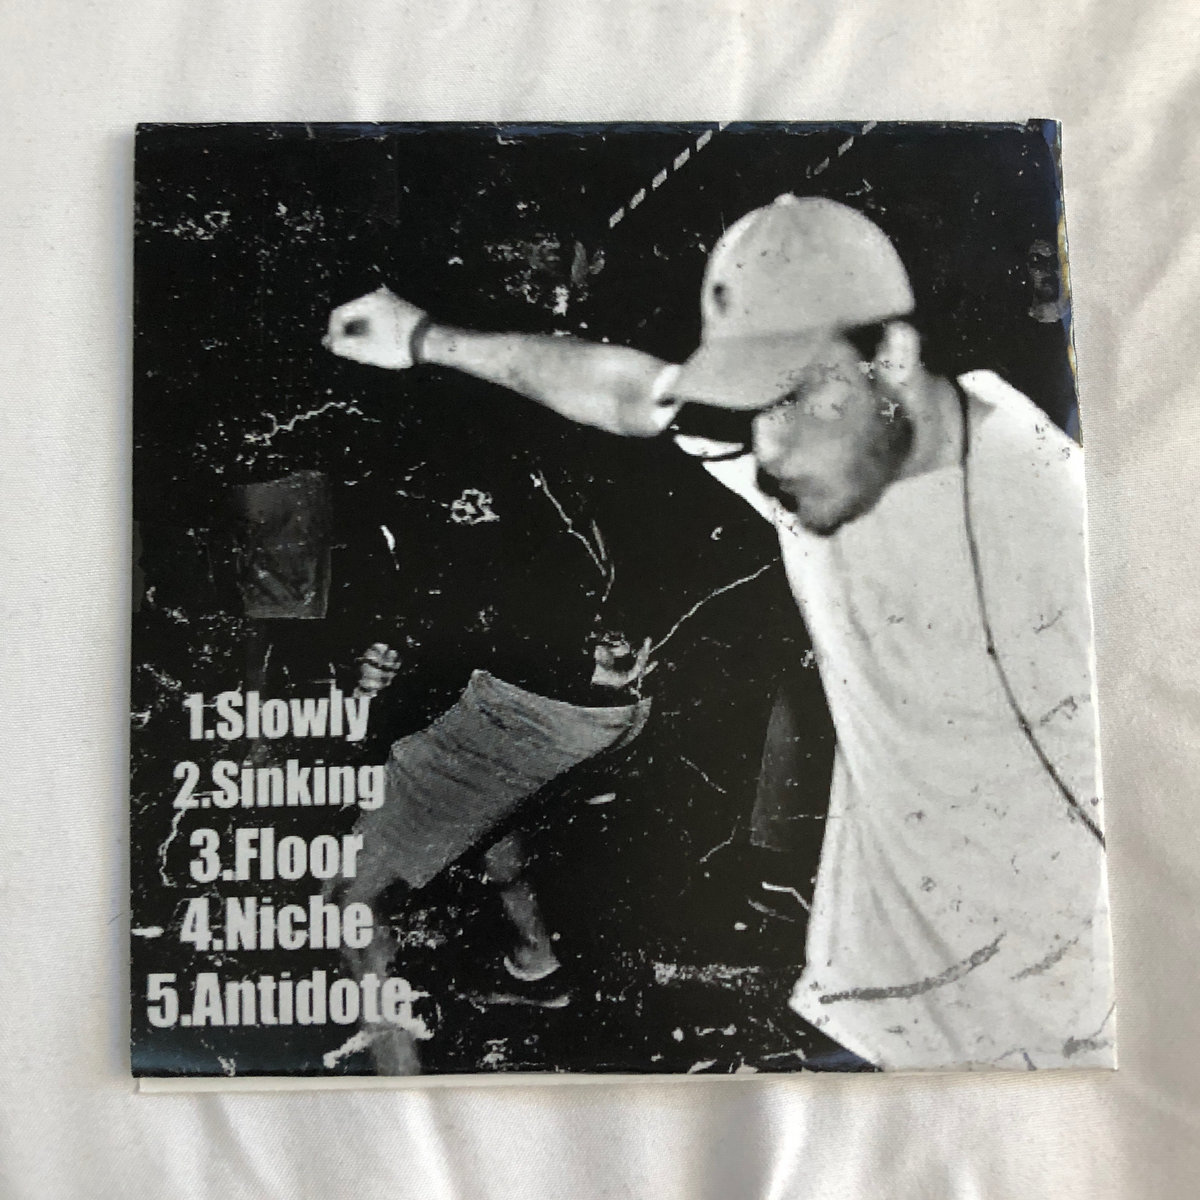 1.Slowly
2.Sinking
3.Floor
4.Niche
5.Antidote